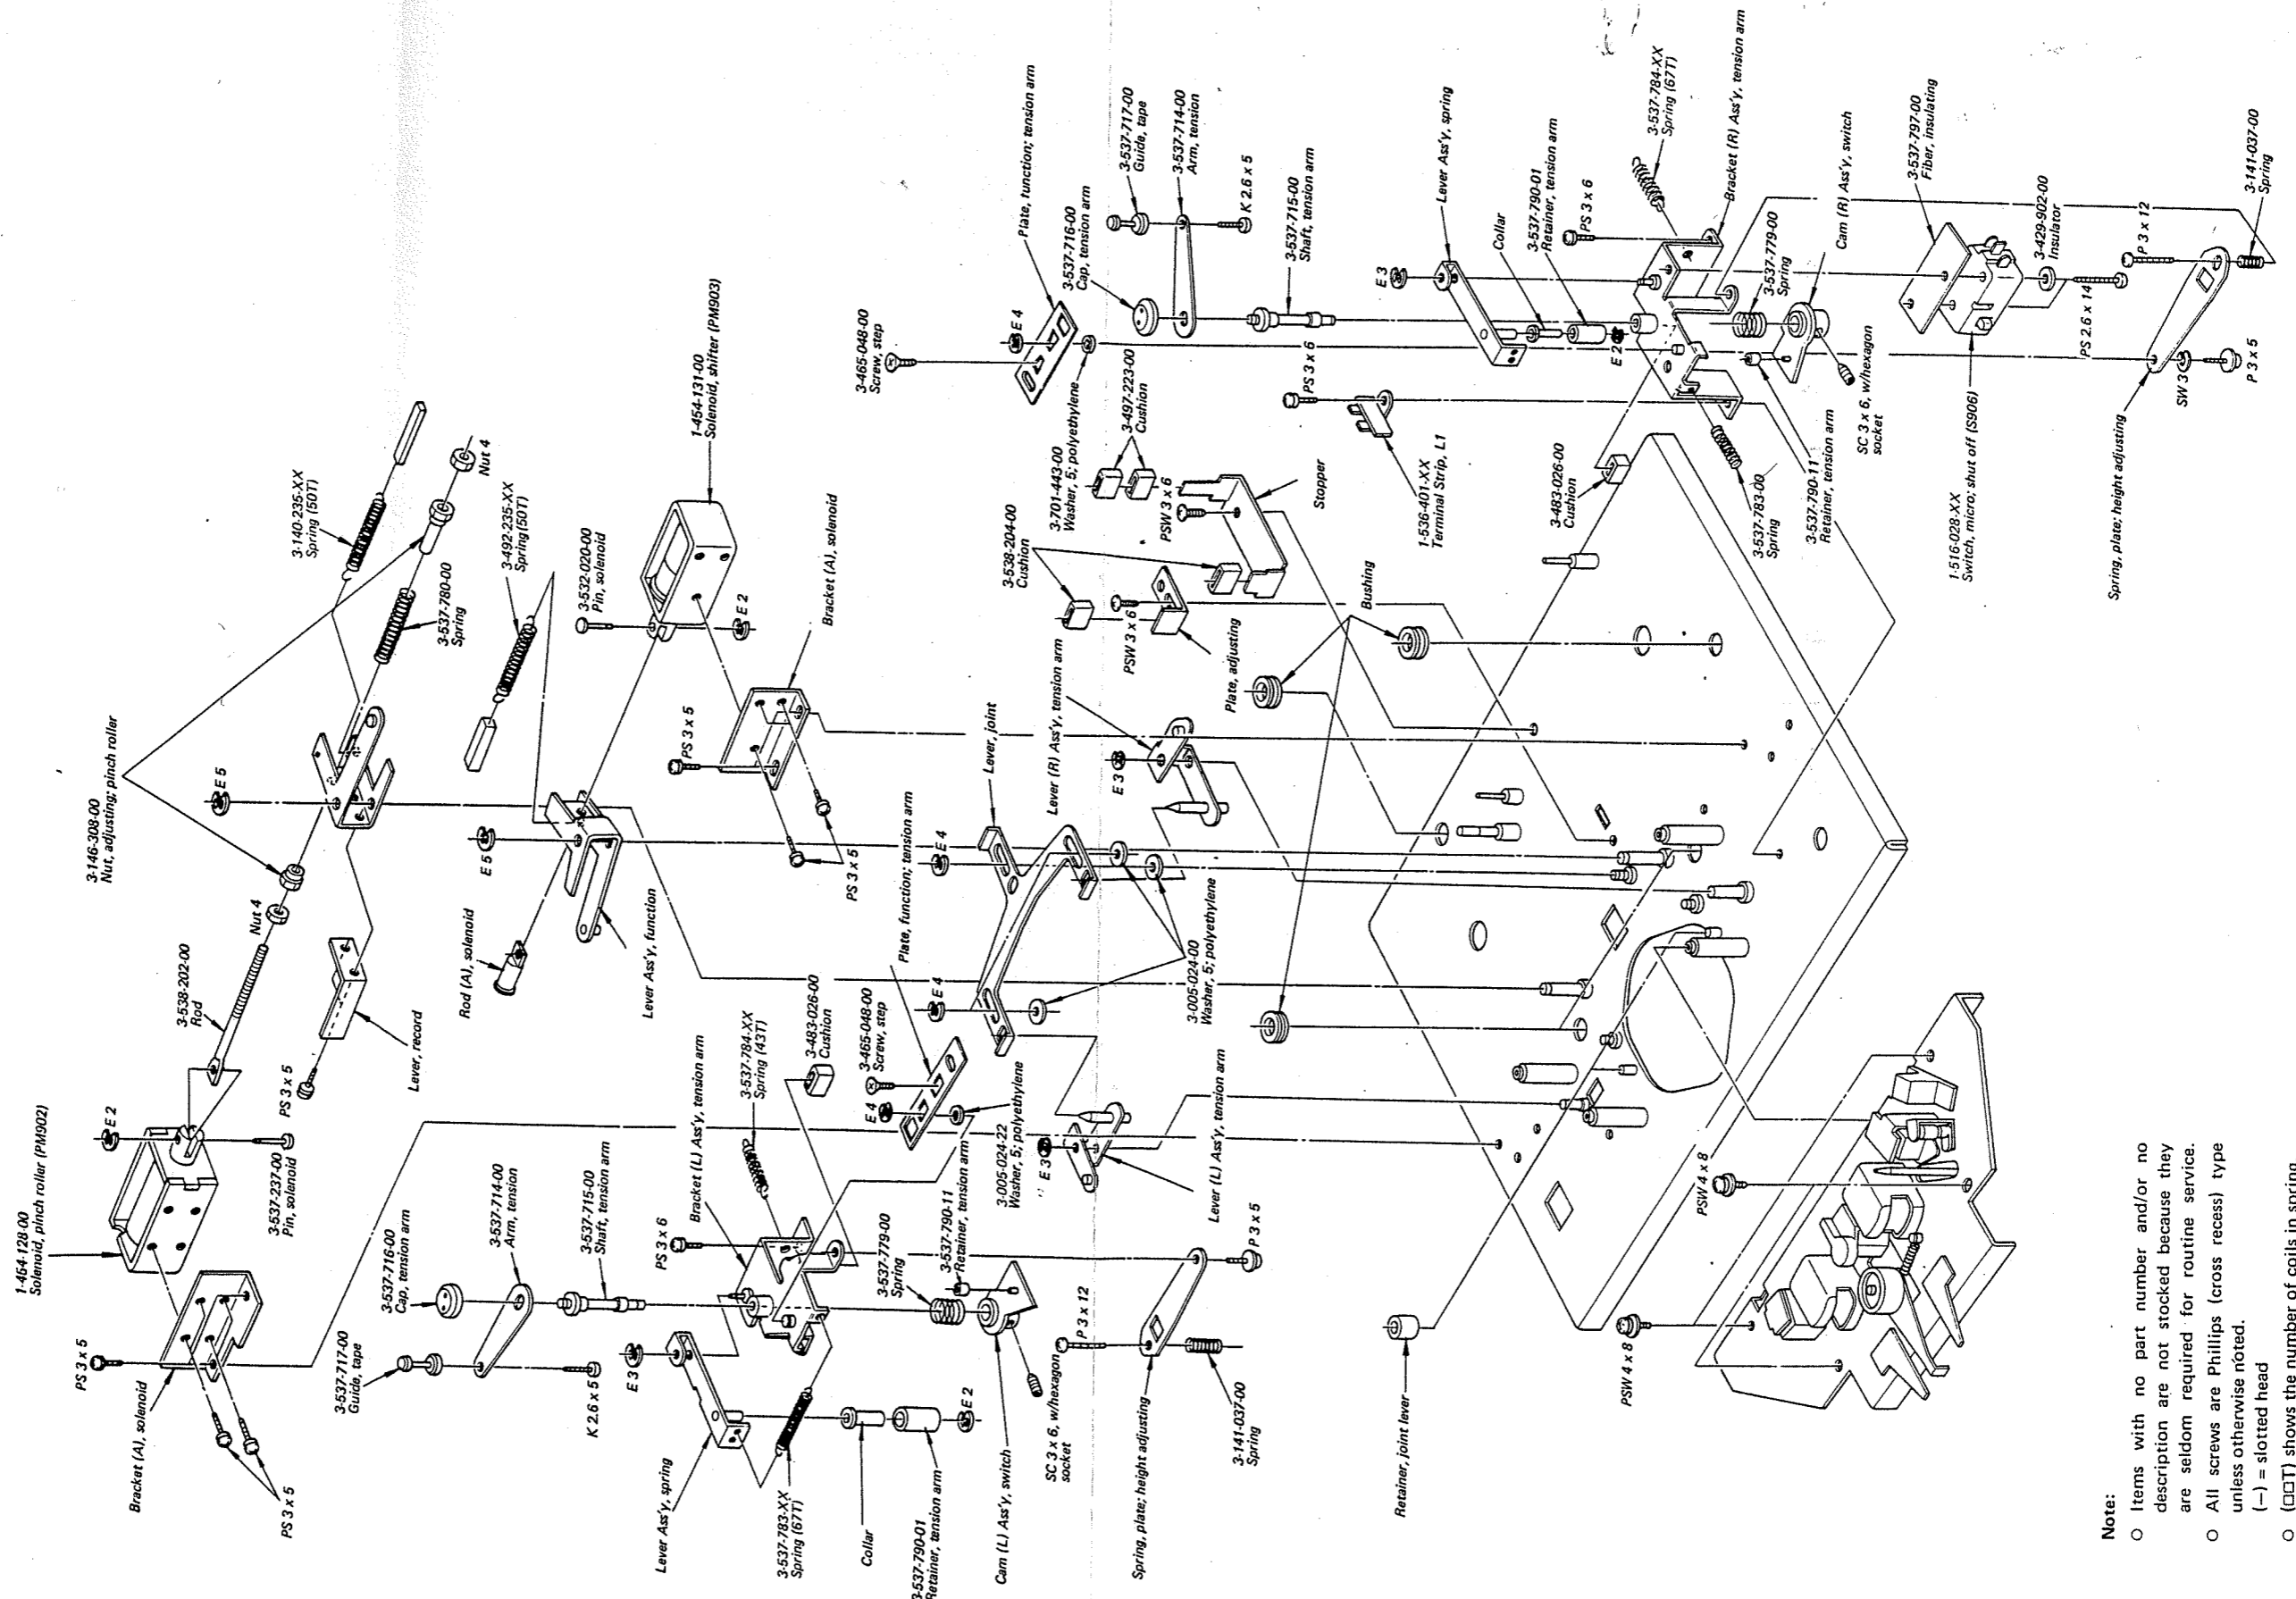 1-454-128-00
Solenoid, pinch roller (PM902)
E 2
PS 3 x 5
Bracket (A), solenoid
PS 3 x 5
3-537-237-00
Pin, solenoid
3-538-202-00
Rod
Nut 4
3-146-308-00
Nut, adjusting; pinch roller
PS 3 x 5
Lever, record
E 5
3-140-235-XX
Spring (50T)
3-537-780-00
Spring
Nut 4
3-492-235-XX
Spring (50T)
E 5
Rod (A), solenoid
Lever Ass'y, function
3-532-020-00
Pin, solenoid
1-454-131-00
Solenoid, shifter (PM903)
E 2
PS 3 x 5
Bracket (A), solenoid
PS 3 x 5
3-537-716-00
Cap, tension arm
3-537-717-00
Guide, tape
3-537-714-00
Arm, tension
3-537-715-00
Shaft, tension arm
K 2.6 x 5
E 3
Lever Ass'y, spring
3-537-783-XX
Spring (67T)
Collar
3-537-790-01
Retainer, tension arm
E 2
PS 3 x 6
Bracket (L) Ass'y, tension arm
3-537-784-XX
Spring (43T)
3-483-026-00
Cushion
3-465-048-00
Screw, step
E 4
Plate, function; tension arm
3-537-779-00
Spring
3-537-790-11
Retainer, tension arm
3-005-024-22
Washer, 5; polyethylene
Cam (L) Ass'y, switch
SC 3 x 6, w/hexagon
socket
P 3 x 12
Spring, plate; height adjusting
3-141-037-00
Spring
P 3 x 5
E 3
Lever (L) Ass'y, tension arm
E 4
E 4
Lever, joint
3-005-024-00
Washer, 5; polyethylene
Lever (R) Ass'y, tension arm
E 3
3-538-204-00
Cushion
PSW 3 x 6
Plate, adjusting
PSW 3 x 6
Stopper
Bushing
3-497-223-00
Cushion
3-701-443-00
Washer, 5; polyethylene
3-465-048-00
Screw, step
E 4
Plate, function; tension arm
3-537-716-00
Cap, tension arm
3-537-717-00
Guide, tape
3-537-714-00
Arm, tension
K 2.6 x 5
3-537-715-00
Shaft, tension arm
PS 3 x 6
1-536-401-XX
Terminal Strip, L1
3-483-026-00
Cushion
E 3
Lever Ass'y, spring
Collar
3-537-790-01
Retainer, tension arm
E 2
PS 3 x 6
3-537-784-XX
Spring (67T)
Bracket (R) Ass'y, tension arm
3-537-779-00
Spring
Cam (R) Ass'y, switch
SC 3 x 6, w/hexagon
socket
3-537-783-00
Spring
3-537-790-11
Retainer, tension arm
3-537-797-00
Fiber, insulating
3-429-902-00
Insulator
PS 2.6 x 14
1-516-028-XX
Switch, micro; shut off (S906)
P 3 x 12
3-141-037-00
Spring
SW 3
P 3 x 5
Spring, plate; height adjusting
Retainer, joint lever
PSW 4 x 8
PSW 4 x 8
Note:
○ Items with no part number and/or no
description are not stocked because they
are seldom required for routine service.
○ All screws are Phillips (cross recess) type
unless otherwise noted.
(−) = slotted head
○ (□□T) shows the number of coils in spring